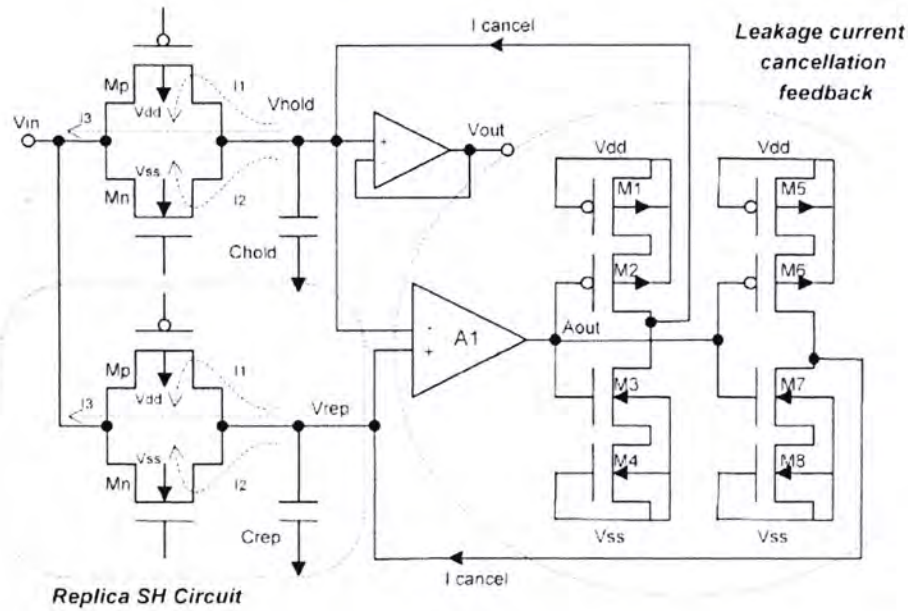 I cancel
Leakage current
cancellation
feedback
Mp
I1
Vdd
Vhold
Vin
I3
Vout
Vdd
Vdd
Vss
M1
M5
Mn
I2
Chold
M2
M6
A1
Aout
Mp
I1
M3
M7
I3
Vdd
Vrep
Vss
M4
M8
Mn
I2
Crep
Vss
Vss
I cancel
Replica SH Circuit